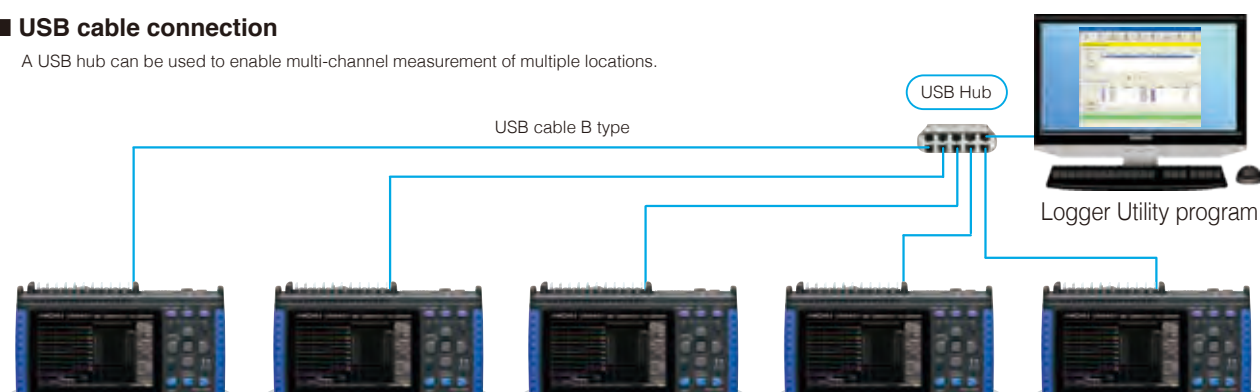 ■ USB cable connection
A USB hub can be used to enable multi-channel measurement of multiple locations.
USB Hub
USB cable B type
Logger Utility program